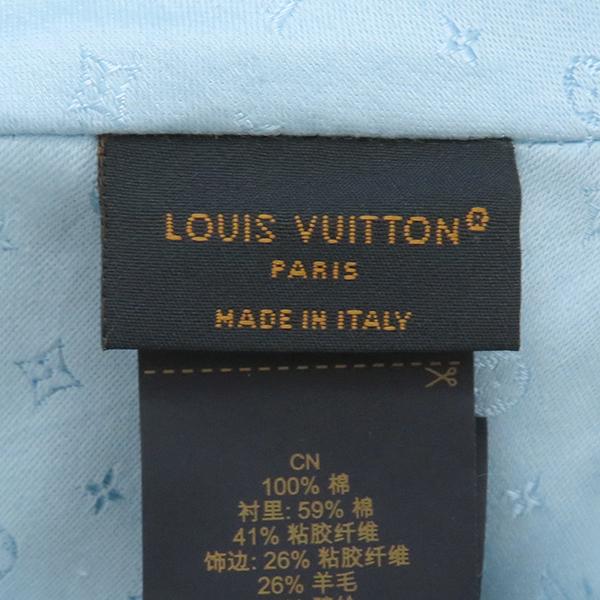 LOUIS VUITTON®
PARIS
MADE IN ITALY
CN
100% 棉
衬里: 59% 棉
41% 粘胶纤维
饰边: 26% 粘胶纤维
26% 羊毛